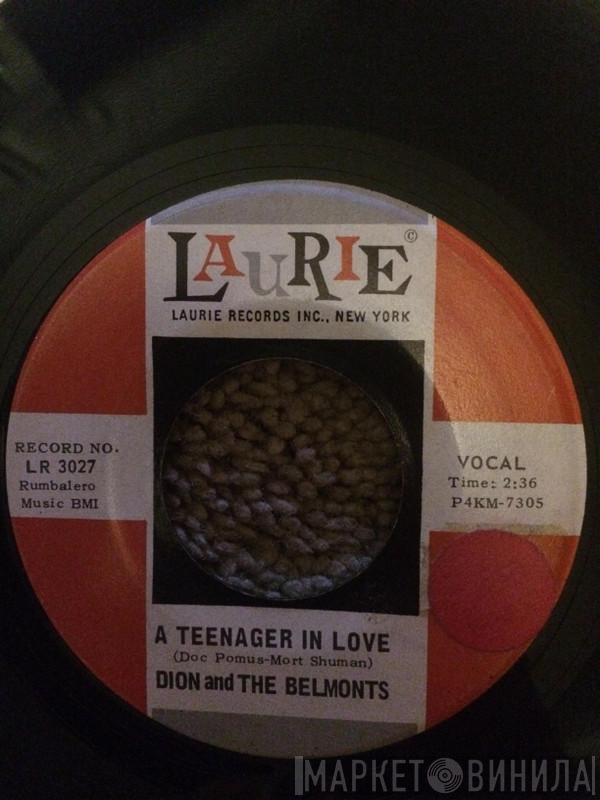 LAURIE ©
LAURIE RECORDS INC., NEW YORK
RECORD NO.
LR 3027
Rumbalero
Music BMI
VOCAL
Time: 2:36
P4KM-7305
A TEENAGER IN LOVE
(Doc Pomus-Mort Shuman)
DION and THE BELMONTS
МАРКЕТ ВИНИЛА